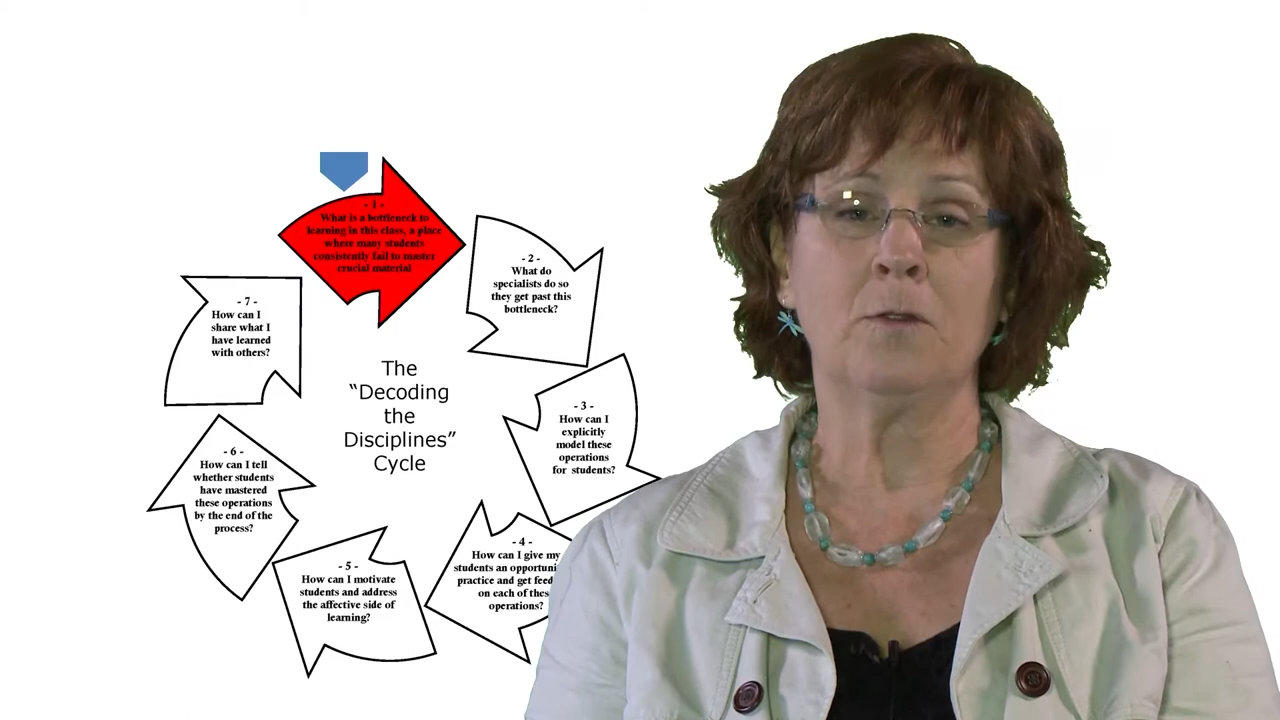 - 1 -
What is a bottleneck to
learning in this class, a place
where many students
consistently fail to master
crucial material
- 2 -
What do
specialists do so
they get past this
bottleneck?
- 3 -
How can I
explicitly
model these
operations
for students?
- 4 -
How can I give my
students an
practice and get
on each of
operations?
- 5 -
How can I motivate
students and address
the affective side of
learning?
- 6 -
How can I tell
whether students
have mastered
these operations
by the end of the
process?
- 7 -
How can I
share what I
have learned
with others?
The
“Decoding
the
Disciplines”
Cycle